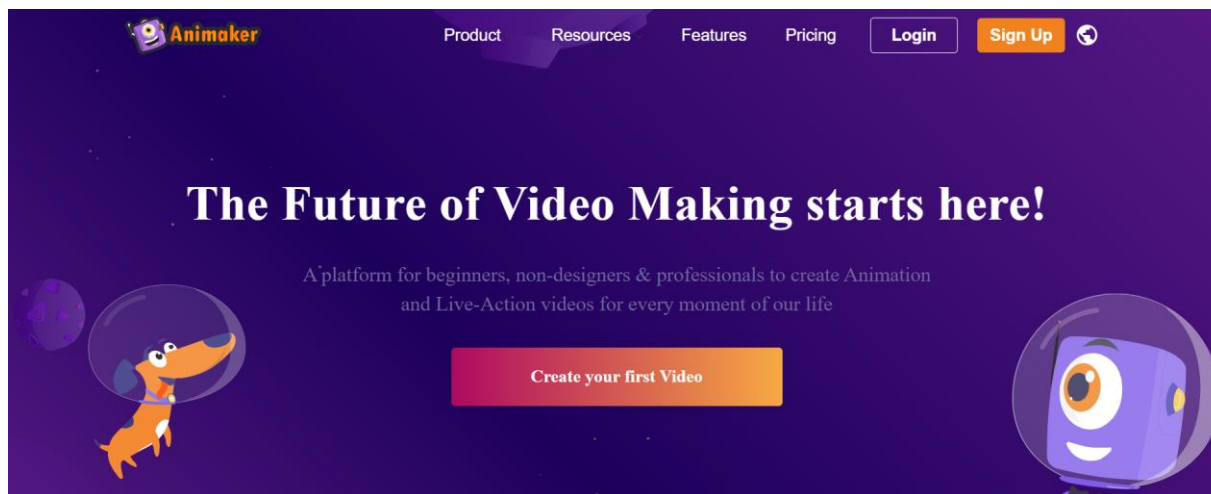 Animaker
Product Resources Features Pricing Login Sign Up
The Future of Video Making starts here!
A platform for beginners, non-designers & professionals to create Animation
and Live-Action videos for every moment of our life
Create your first Video